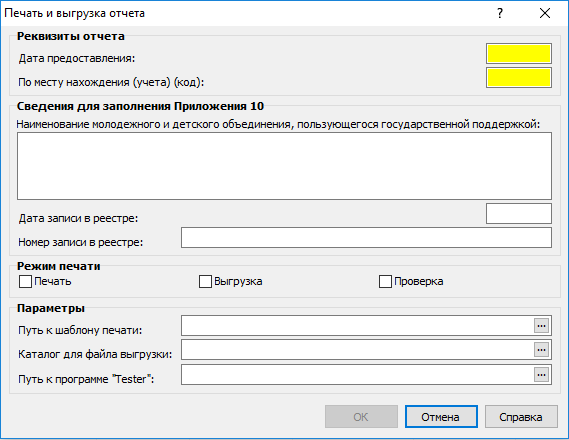 Печать и выгрузка отчета
Реквизиты отчета
Дата предоставления:
По месту нахождения (учета) (код):
Сведения для заполнения Приложения 10
Наименование молодежного и детского объединения, пользующегося государственной поддержкой:
Дата записи в реестре:
Номер записи в реестре:
Режим печати
Печать Выгрузка Проверка
Параметры
Путь к шаблону печати: ...
Каталог для файла выгрузки: ...
Путь к программе "Tester": ...
ОК Отмена Справка